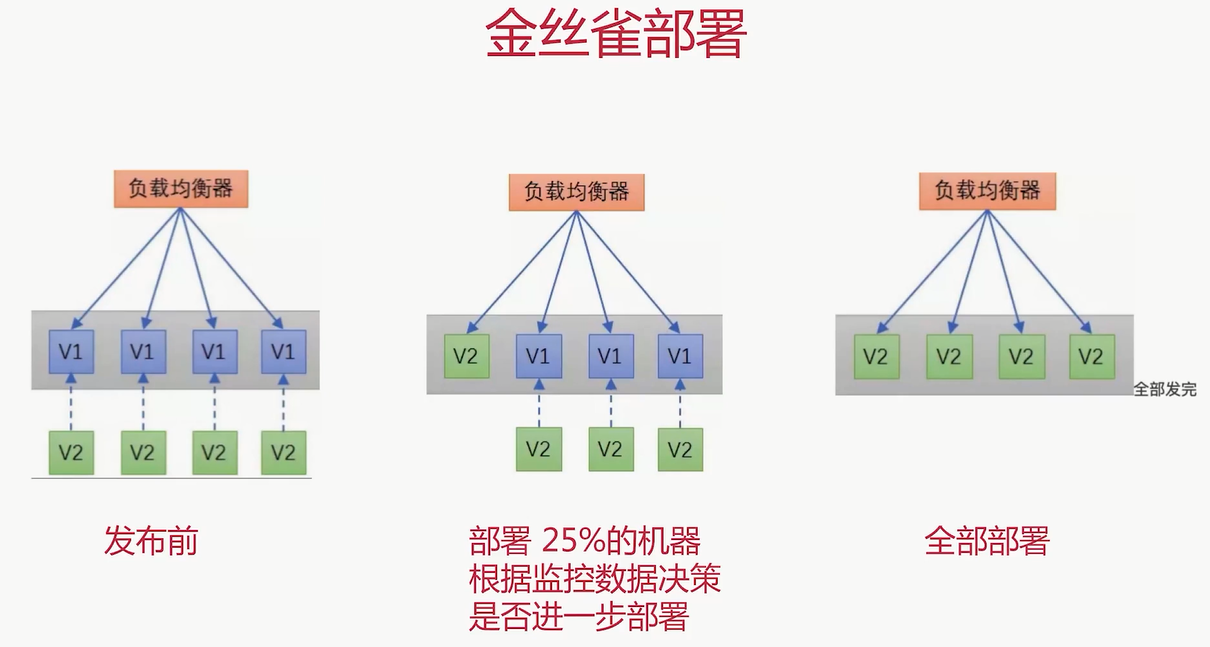 金丝雀部署
负载均衡器
V1 V1 V1 V1
V2 V2 V2 V2
发布前
负载均衡器
V2 V1 V1 V1
V2 V2 V2
部署 25%的机器
根据监控数据决策
是否进一步部署
负载均衡器
V2 V2 V2 V2
全部发完
全部部署